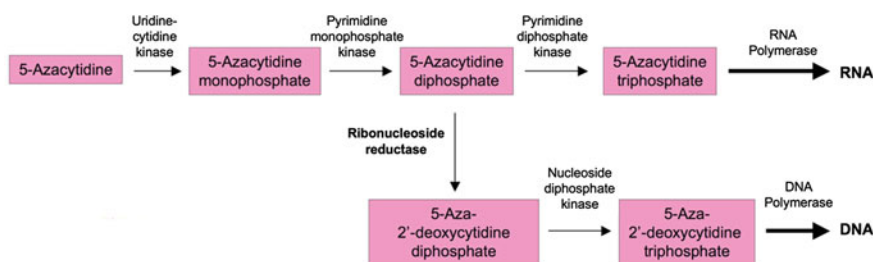 Uridine-
cytidine
kinase
Pyrimidine
monophosphate
kinase
Pyrimidine
diphosphate
kinase
RNA
Polymerase
5-Azacytidine
5-Azacytidine
monophosphate
5-Azacytidine
diphosphate
5-Azacytidine
triphosphate
RNA
Ribonucleoside
reductase
Nucleoside
diphosphate
kinase
DNA
Polymerase
5-Aza-
2'-deoxycytidine
diphosphate
5-Aza-
2'-deoxycytidine
triphosphate
DNA